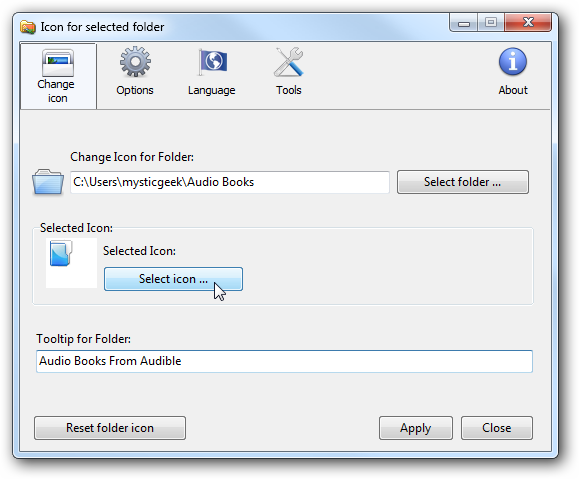 Icon for selected folder
Change
icon
Options
Language
Tools
About
Change Icon for Folder:
C:\Users\mysticgeek\Audio Books
Select folder ...
Selected Icon:
Selected Icon:
Select icon ...
Tooltip for Folder:
Audio Books From Audible
Reset folder icon
Apply
Close